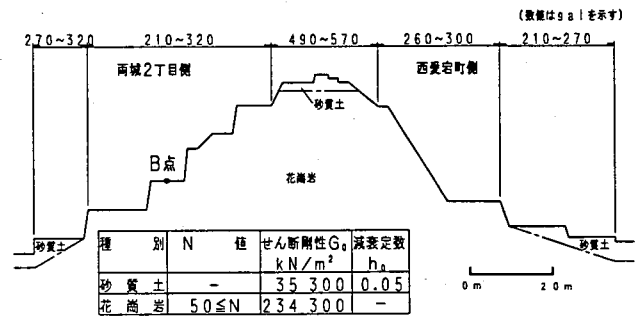 (数値はgalを示す)
270~320 210~320 490~570 260~300 210~270
両城2丁目側 西愛宕町側
砂質土
B点
花崗岩
砂質土 砂質土
種別 N値 せん断剛性G₀ kN/m² 減衰定数 h₀
砂質土 - 35 300 0.05
花崗岩 50≦N 234 300 -
0m 20m